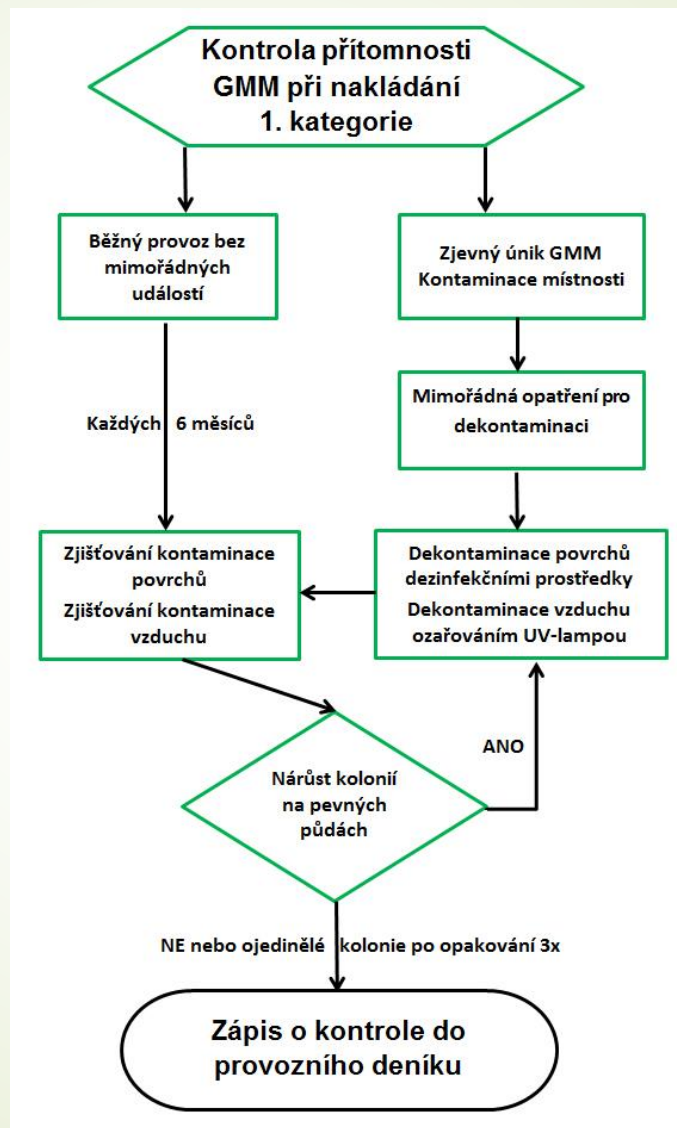 Kontrola přítomnosti
GMM při nakládání
1. kategorie
Běžný provoz bez
mimořádných
událostí
Zjevný únik GMM
Kontaminace místnosti
Mimořádná opatření pro
dekontaminaci
Každých 6 měsíců
Zjišťování kontaminace
povrchů
Zjišťování kontaminace
vzduchu
Dekontaminace povrchů
dezinfekčními prostředky
Dekontaminace vzduchu
ozařováním UV-lampou
ANO
Nárůst kolonií
na pevných
půdách
NE nebo ojedinělé kolonie po opakování 3x
Zápis o kontrole do
provozního deníku